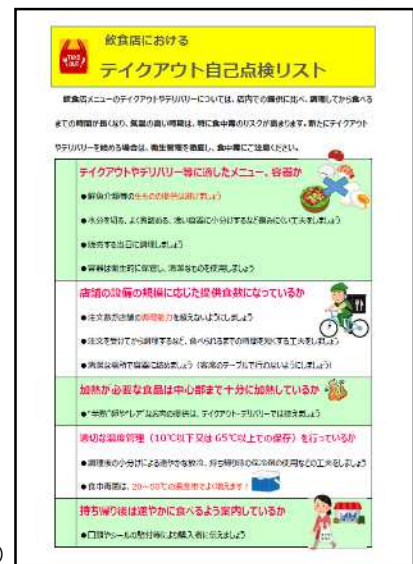 飲食店における
テイクアウト自己点検リスト
飲食店メニューのテイクアウトやデリバリーについては、店内での提供に比べ、調理してから食べる
までの時間が長くなり、気温の高い時期は、特に食中毒のリスクが高まります。新たにテイクアウト
やデリバリーを始める場合は、衛生管理を徹底し、食中毒にご注意ください。
テイクアウトやデリバリー等に適したメニュー、容器か
●鮮魚介類等の生ものの提供は避けましょう
●水分を切る、よく煮詰める、浅い容器に小分けするなど傷みにくい工夫をしましょう
●販売する当日に調理しましょう
●容器は衛生的に保管し、清潔なものを使用しましょう
店舗の設備の規模に応じた提供食数になっているか
●注文数が店舗の調理能力を超えないようにしましょう
●注文を受けてから調理するなど、食べられるまでの時間を短くする工夫をしましょう
●清潔な場所で容器に詰めましょう（客席のテーブルで行わないようにしましょう）
加熱が必要な食品は中心部まで十分に加熱しているか
●"半熟"卵や"レア"なお肉の提供は、テイクアウト・デリバリーでは控えましょう
適切な温度管理（10℃以下又は65℃以上での保存）を行っているか
●調理後の小分けによる速やかな放冷、持ち帰り時の保冷剤の使用などの工夫をしましょう
●食中毒菌は、20～50℃の温度帯でよく増えます！
持ち帰り後は速やかに食べるよう案内しているか
●口頭やシールの貼付等により購入者に伝えましょう